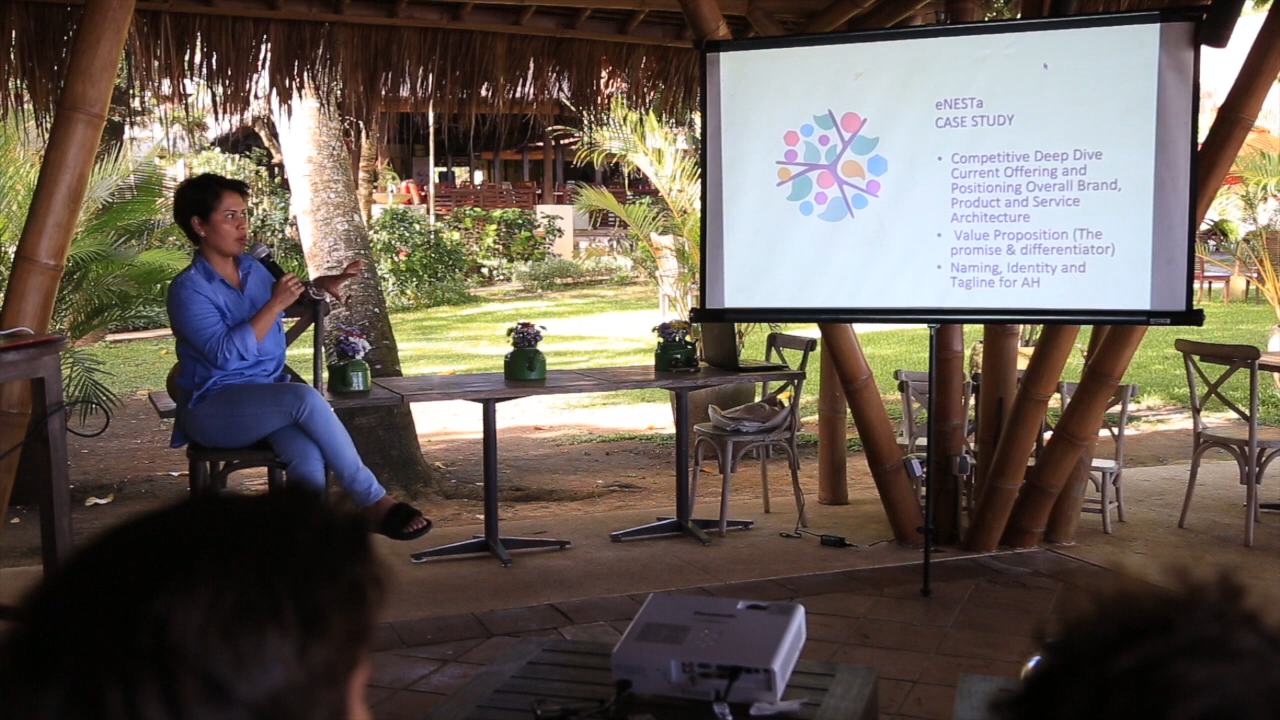 eNESTa
CASE STUDY
• Competitive Deep Dive
Current Offering and
Positioning Overall Brand,
Product and Service
Architecture
• Value Proposition (The
promise & differentiator)
• Naming, Identity and
Tagline for AH